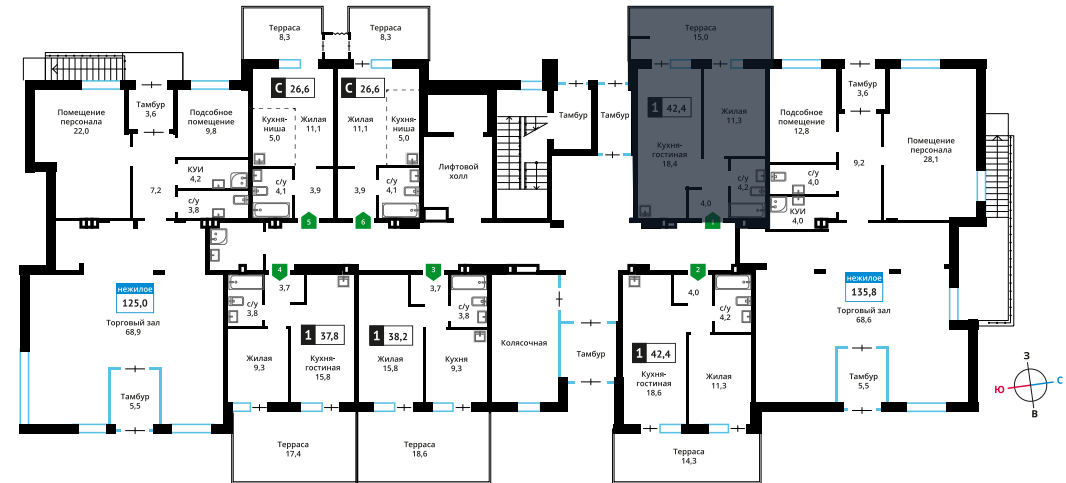 Терраса
8,3
Терраса
8,3
Терраса
15,0
Помещение
персонала
22,0
Тамбур
3,6
Подсобное
помещение
9,8
С 26,6
Кухня-
ниша
5,0
Жилая
11,1
С 26,6
Жилая
11,1
Кухня-
ниша
5,0
Лифтовой
холл
Тамбур
Тамбур
1 42,4
Кухня-
гостиная
18,4
Жилая
11,3
Подсобное
помещение
12,8
Тамбур
3,6
Помещение
персонала
28,1
КУИ
4,2
7,2
с/у
3,8
с/у
4,1
3,9
3,9
с/у
4,1
4,0
с/у
4,2
с/у
4,0
КУИ
4,0
9,2
5
6
1
4
3
2
нежилое
125,0
Торговый зал
68,9
Тамбур
5,5
3,7
с/у
3,8
1 37,8
Жилая
9,3
Кухня-
гостиная
15,8
3,7
с/у
3,8
1 38,2
Жилая
15,8
Кухня
9,3
Колясочная
Тамбур
4,0
с/у
4,2
1 42,4
Кухня-
гостиная
18,6
Жилая
11,3
нежилое
135,8
Торговый зал
68,6
Тамбур
5,5
Терраса
17,4
Терраса
18,6
Терраса
14,3
З
Ю
С
В